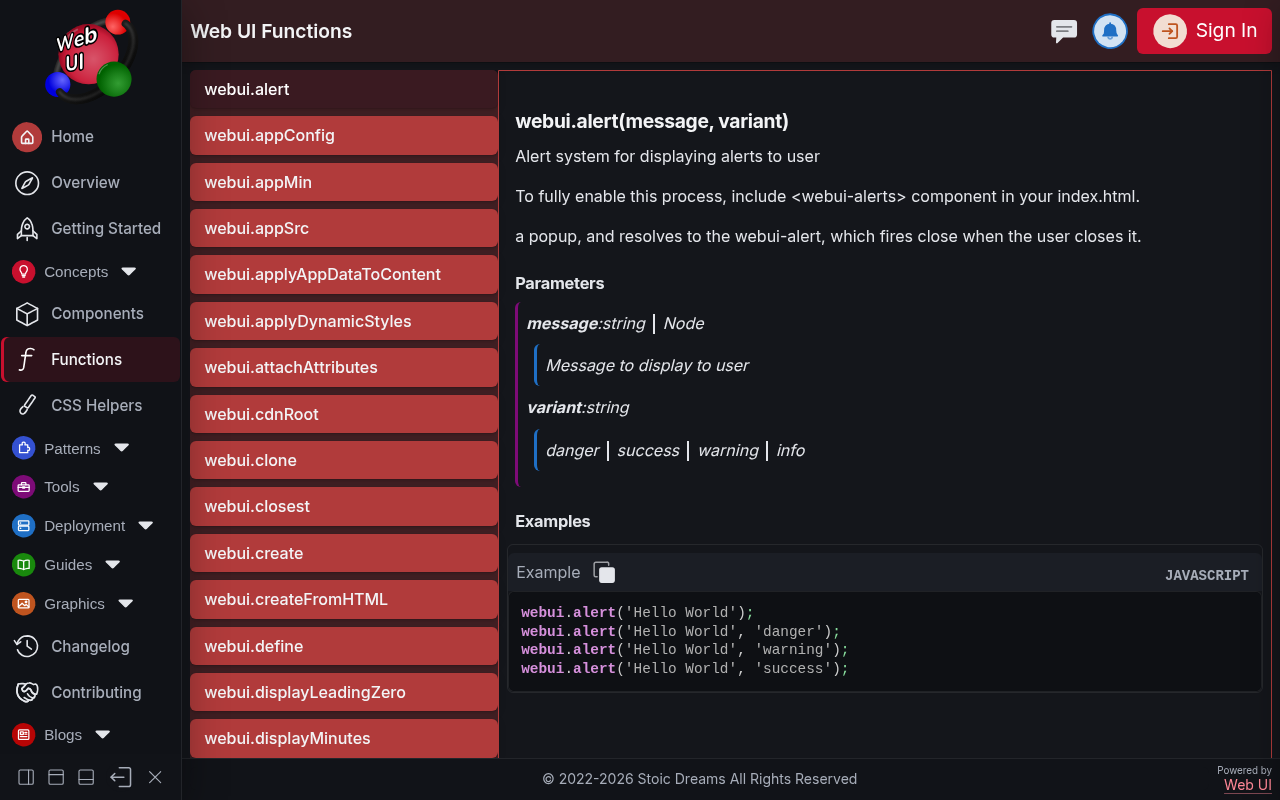 Web
UI
Home
Overview
Getting Started
Concepts
Components
Functions
CSS Helpers
Patterns
Tools
Deployment
Guides
Graphics
Changelog
Contributing
Blogs
Web UI Functions
Sign In
webui.alert
webui.appConfig
webui.appMin
webui.appSrc
webui.applyAppDataToContent
webui.applyDynamicStyles
webui.attachAttributes
webui.cdnRoot
webui.clone
webui.closest
webui.create
webui.createFromHTML
webui.define
webui.displayLeadingZero
webui.displayMinutes
webui.alert(message, variant)
Alert system for displaying alerts to user
To fully enable this process, include <webui-alerts> component in your index.html.
a popup, and resolves to the webui-alert, which fires close when the user closes it.
Parameters
message:string | Node
Message to display to user
variant:string
danger | success | warning | info
Examples
Example
JAVASCRIPT
webui.alert('Hello World');
webui.alert('Hello World', 'danger');
webui.alert('Hello World', 'warning');
webui.alert('Hello World', 'success');
© 2022-2026 Stoic Dreams All Rights Reserved
Powered by
Web UI